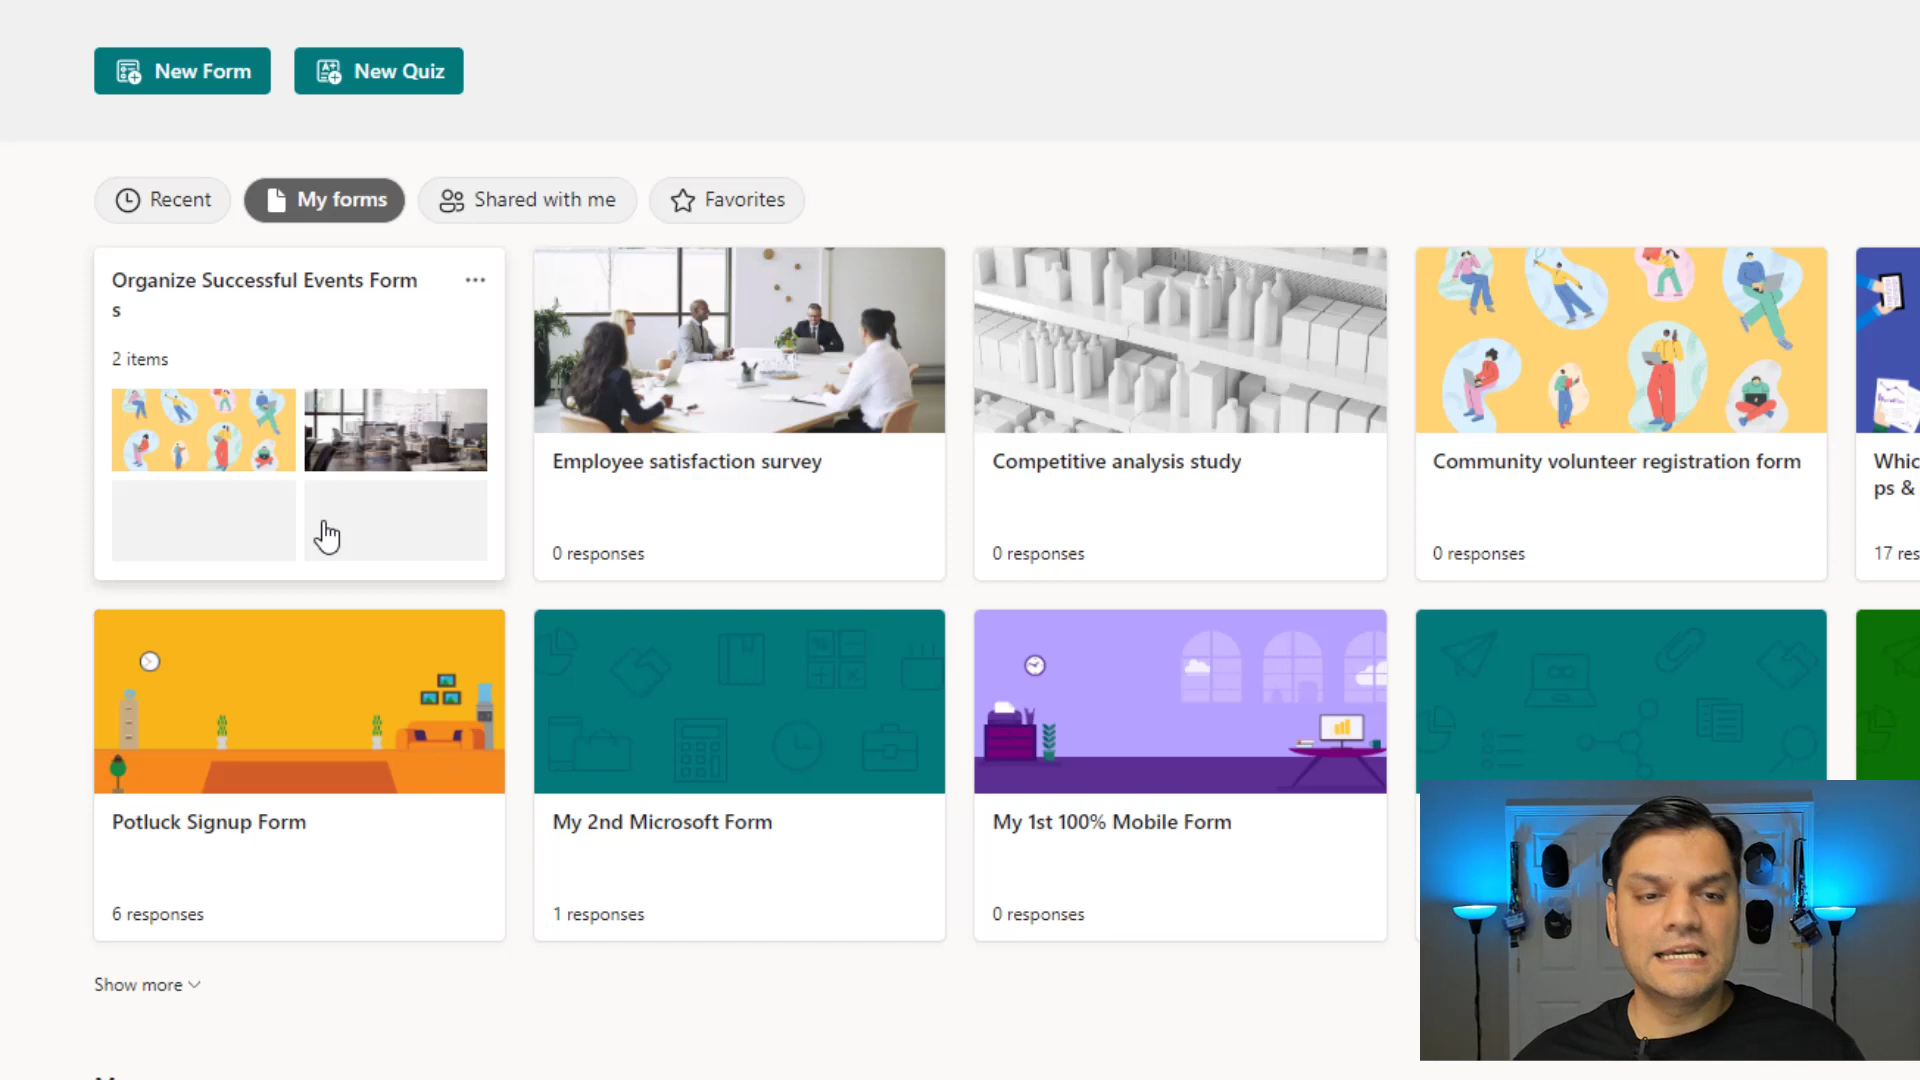 New Form
New Quiz
Recent
My forms
Shared with me
Favorites
Organize Successful Events Form
s
2 items
Employee satisfaction survey
0 responses
Competitive analysis study
0 responses
Community volunteer registration form
0 responses
Whic
ps &
17 res
Potluck Signup Form
6 responses
My 2nd Microsoft Form
1 responses
My 1st 100% Mobile Form
0 responses
Show more